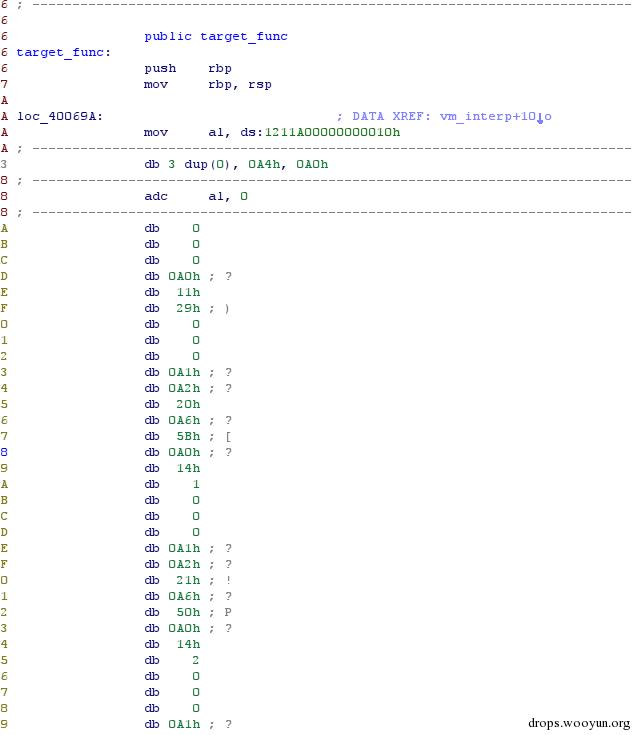 6 ; ---------------------------------------------------------------------------
6
6 public target_func
6 target_func:
6 push rbp
7 mov rbp, rsp
A
A loc_40069A: ; DATA XREF: vm_interp+10↓o
A mov al, ds:1211A00000000010h
A ; ---------------------------------------------------------------------------
3 db 3 dup(0), 0A4h, 0A0h
8 ; ---------------------------------------------------------------------------
8 adc al, 0
8 ; ---------------------------------------------------------------------------
A db 0
B db 0
C db 0
D db 0A0h ; ?
E db 11h
F db 29h ; )
0 db 0
1 db 0
2 db 0
3 db 0A1h ; ?
4 db 0A2h ; ?
5 db 20h
6 db 0A6h ; ?
7 db 5Bh ; [
8 db 0A0h ; ?
9 db 14h
A db 1
B db 0
C db 0
D db 0
E db 0A1h ; ?
F db 0A2h ; ?
0 db 21h ; !
1 db 0A6h ; ?
2 db 50h ; P
3 db 0A0h ; ?
4 db 14h
5 db 2
6 db 0
7 db 0
8 db 0
9 db 0A1h ; ?
drops.wooyun.org